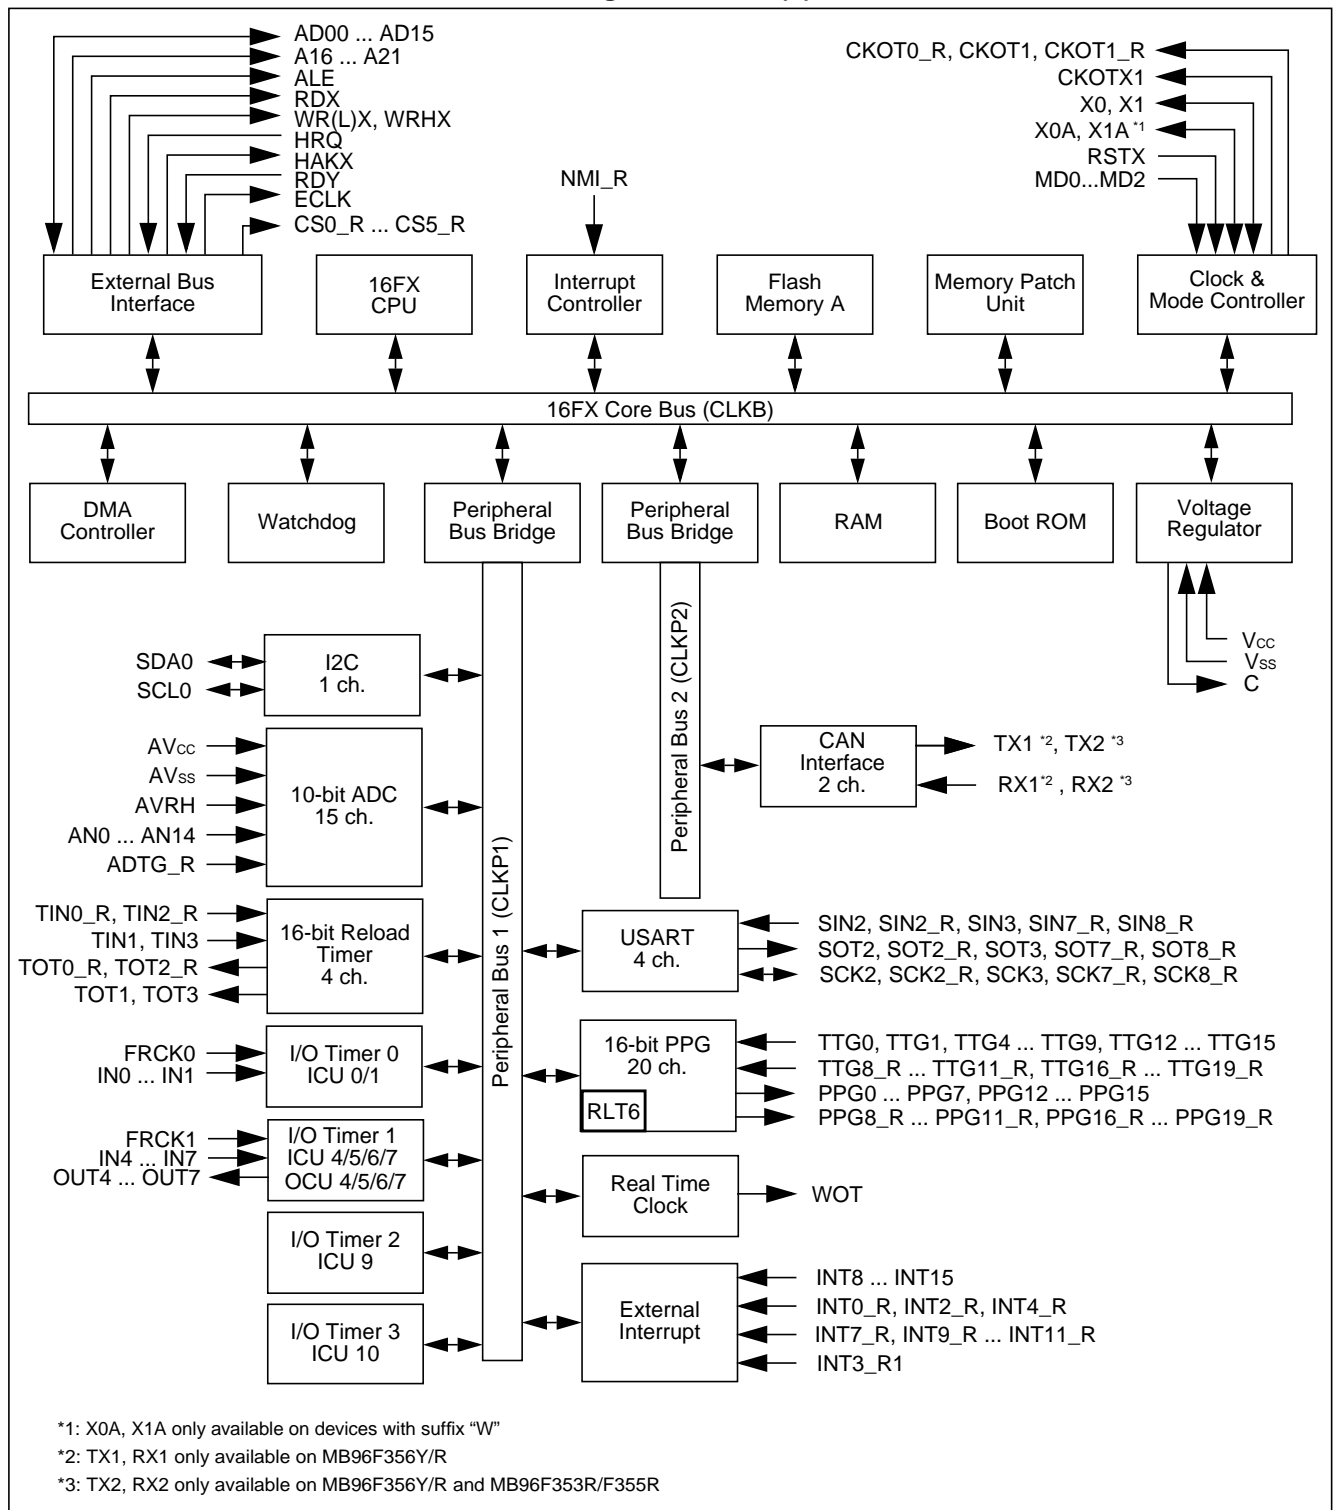 AD00 ... AD15
A16 ... A21
ALE
RDX
WR(L)X, WRHX
HRQ
HAKX
RDY
ECLK
CS0_R ... CS5_R
NMI_R
CKOT0_R, CKOT1, CKOT1_R
CKOTX1
X0, X1
X0A, X1A *1
RSTX
MD0...MD2
External Bus
Interface
16FX
CPU
Interrupt
Controller
Flash
Memory A
Memory Patch
Unit
Clock &
Mode Controller
16FX Core Bus (CLKB)
DMA
Controller
Watchdog
Peripheral
Bus Bridge
Peripheral
Bus Bridge
RAM
Boot ROM
Voltage
Regulator
Vcc
Vss
C
Peripheral Bus 1 (CLKP1)
Peripheral Bus 2 (CLKP2)
SDA0
SCL0
I2C
1 ch.
AVcc
AVss
AVRH
AN0 ... AN14
ADTG_R
10-bit ADC
15 ch.
TIN0_R, TIN2_R
TIN1, TIN3
TOT0_R, TOT2_R
TOT1, TOT3
16-bit Reload
Timer
4 ch.
FRCK0
IN0 ... IN1
I/O Timer 0
ICU 0/1
FRCK1
IN4 ... IN7
OUT4 ... OUT7
I/O Timer 1
ICU 4/5/6/7
OCU 4/5/6/7
I/O Timer 2
ICU 9
I/O Timer 3
ICU 10
CAN
Interface
2 ch.
TX1 *2, TX2 *3
RX1*2 , RX2 *3
USART
4 ch.
SIN2, SIN2_R, SIN3, SIN7_R, SIN8_R
SOT2, SOT2_R, SOT3, SOT7_R, SOT8_R
SCK2, SCK2_R, SCK3, SCK7_R, SCK8_R
16-bit PPG
20 ch.
RLT6
TTG0, TTG1, TTG4 ... TTG9, TTG12 ... TTG15
TTG8_R ... TTG11_R, TTG16_R ... TTG19_R
PPG0 ... PPG7, PPG12 ... PPG15
PPG8_R ... PPG11_R, PPG16_R ... PPG19_R
Real Time
Clock
WOT
External
Interrupt
INT8 ... INT15
INT0_R, INT2_R, INT4_R
INT7_R, INT9_R ... INT11_R
INT3_R1
*1: X0A, X1A only available on devices with suffix “W”
*2: TX1, RX1 only available on MB96F356Y/R
*3: TX2, RX2 only available on MB96F356Y/R and MB96F353R/F355R